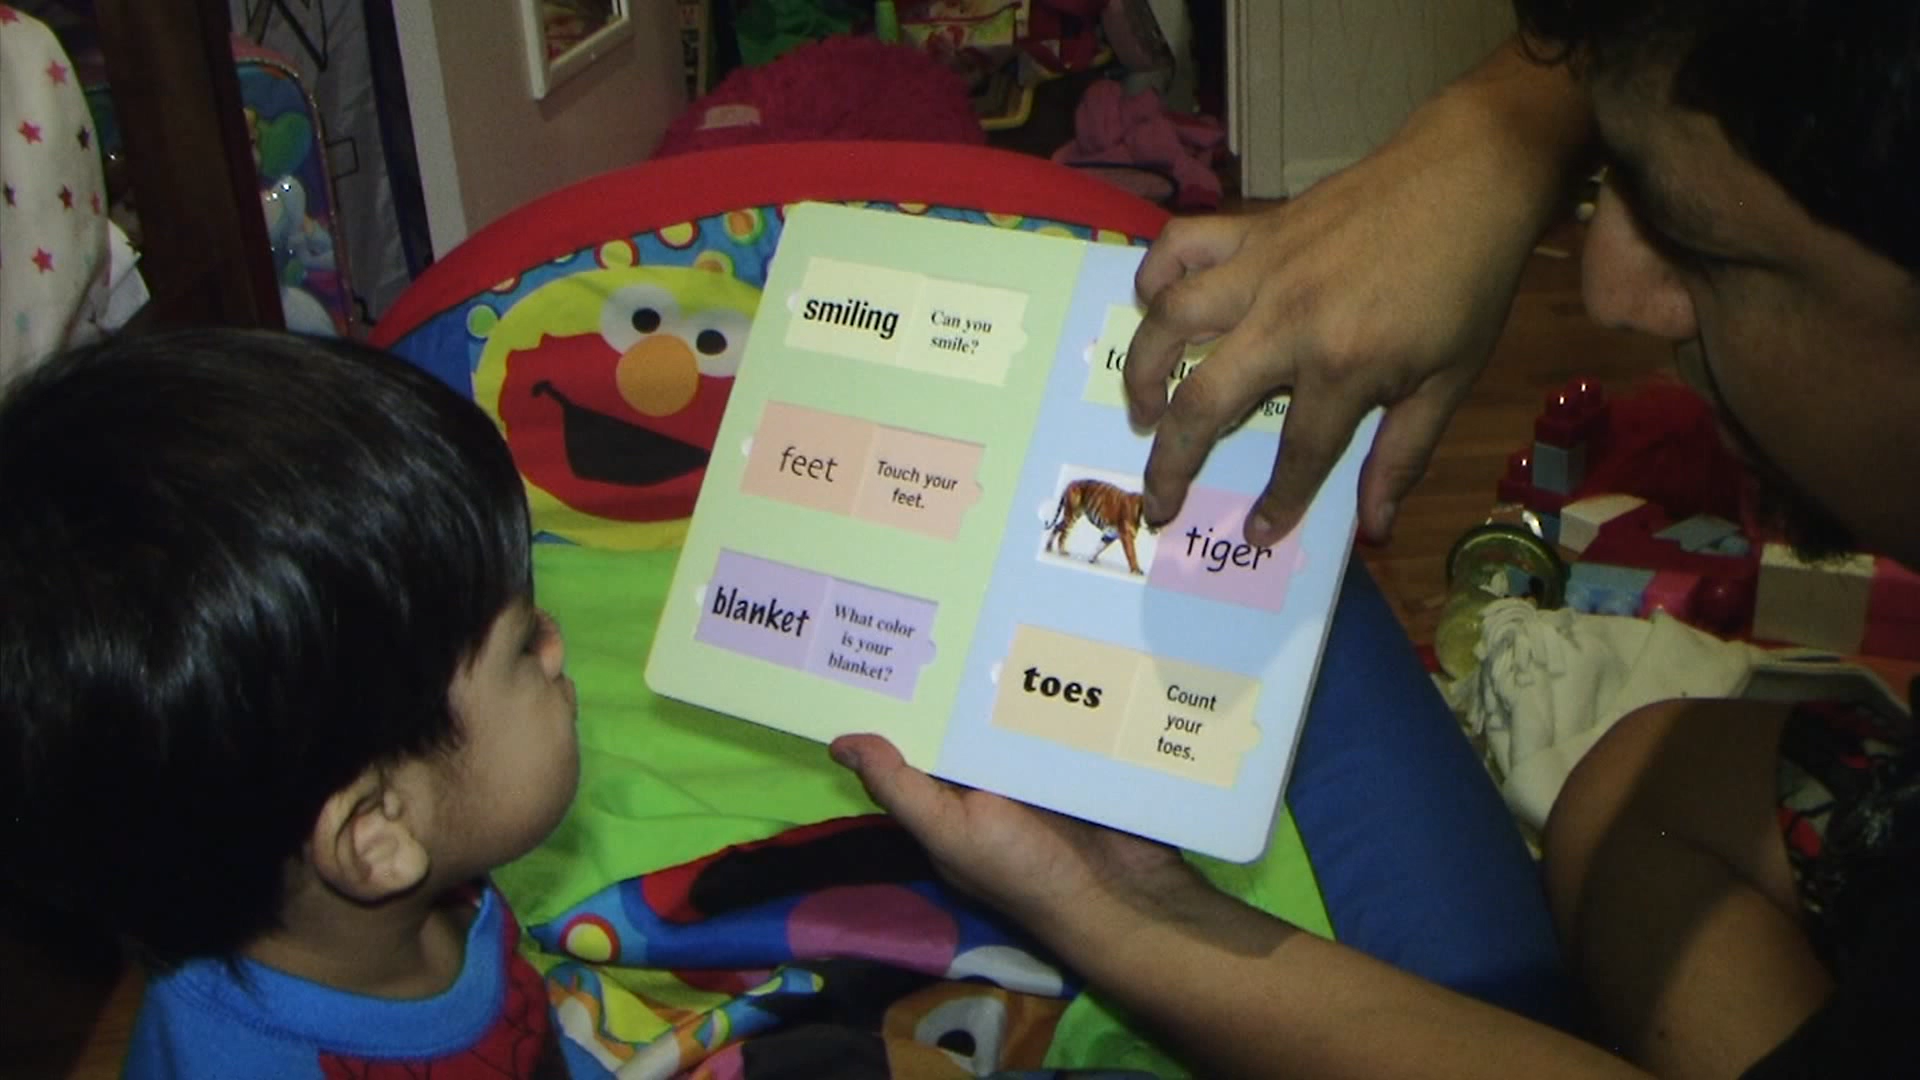 smiling
Can you
smile?
feet
Touch your
feet.
blanket
What color
is your
blanket?
tiger
toes
Count
your
toes.